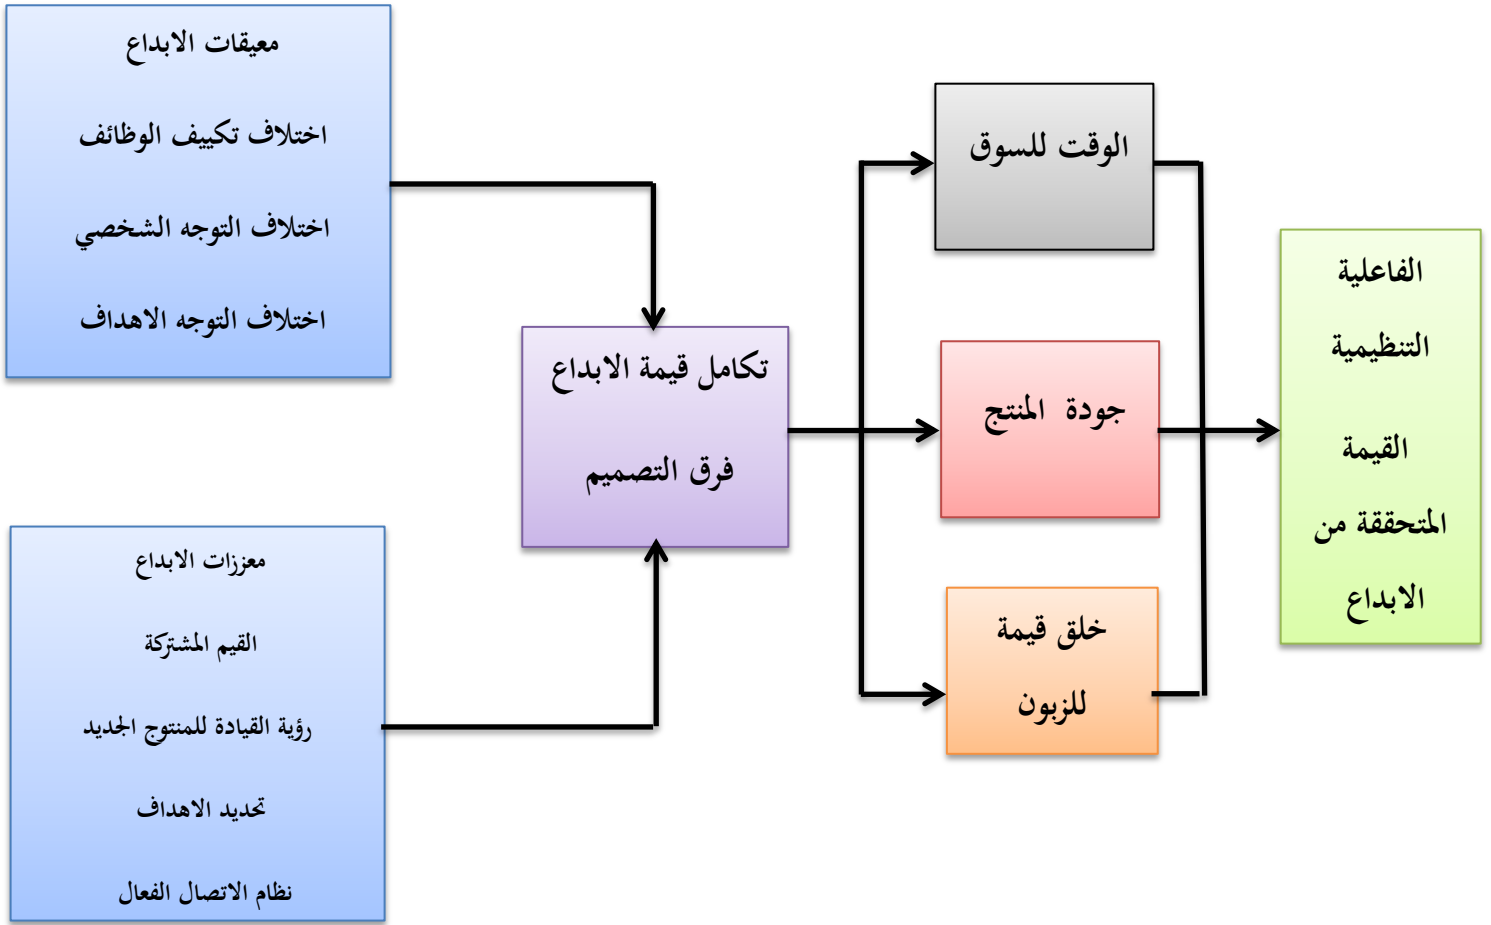 معيقات الابداع
اختلاف تكييف الوظائف
اختلاف التوجه الشخصي
اختلاف التوجه الاهداف
معززات الابداع
القيم المشتركة
رؤية القيادة للمنتوج الجديد
تحديد الاهداف
نظام الاتصال الفعال
تكامل قيمة الابداع
فرق التصميم
الوقت للسوق
جودة المنتج
خلق قيمة
للزبون
الفاعلية
التنظيمية
القيمة
المتحققة من
الابداع